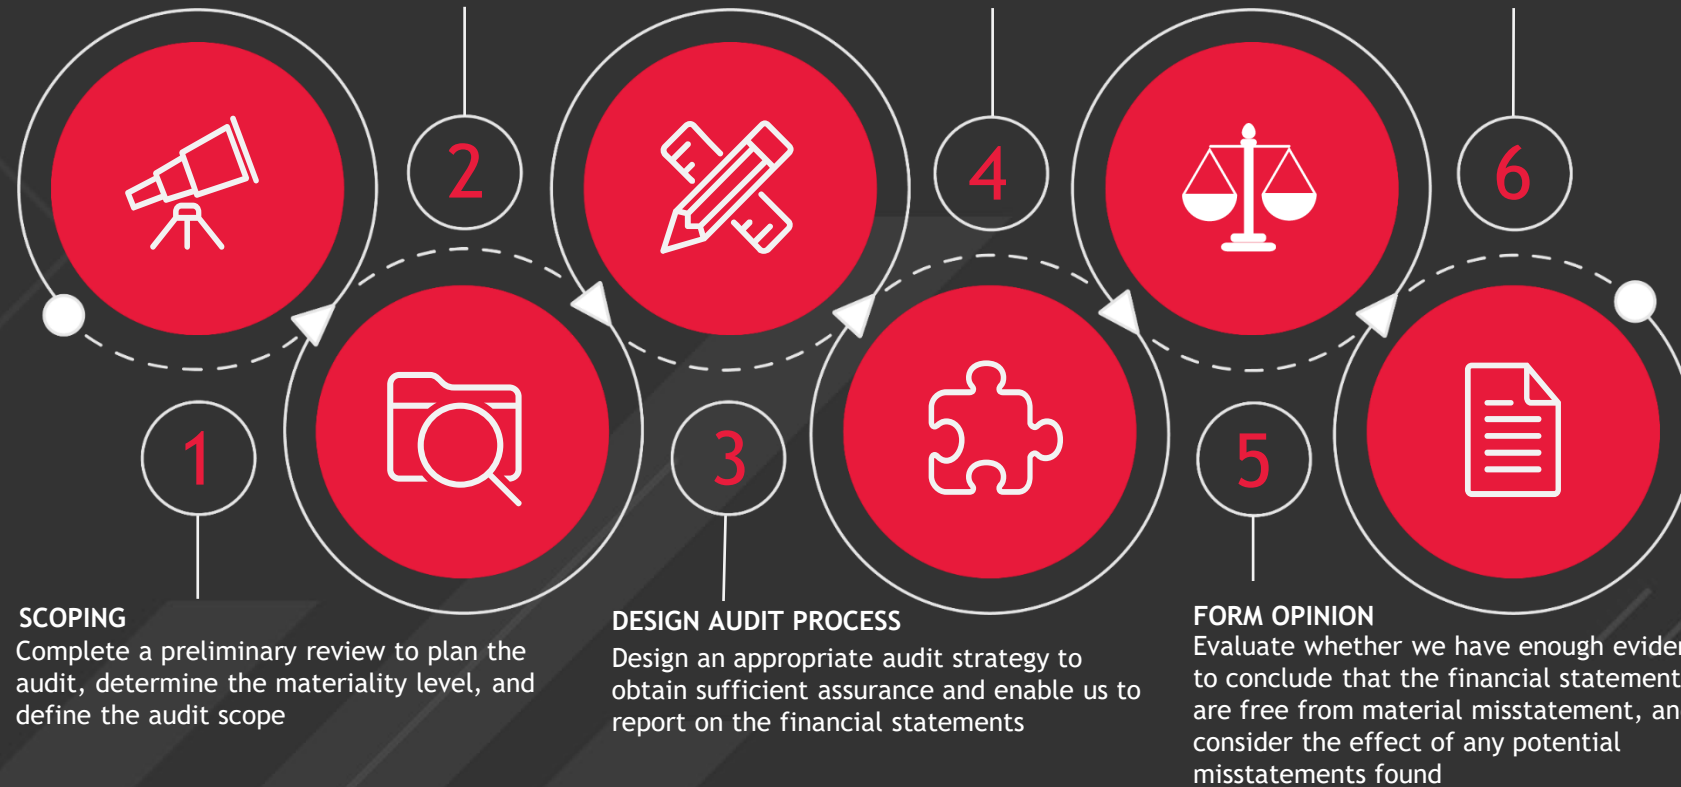 2
4
6
1
3
5
SCOPING
Complete a preliminary review to plan the
audit, determine the materiality level, and
define the audit scope
DESIGN AUDIT PROCESS
Design an appropriate audit strategy to
obtain sufficient assurance and enable us to
report on the financial statements
FORM OPINION
Evaluate whether we have enough
to conclude that the financial
are free from material misstatement,
consider the effect of any potential
misstatements found